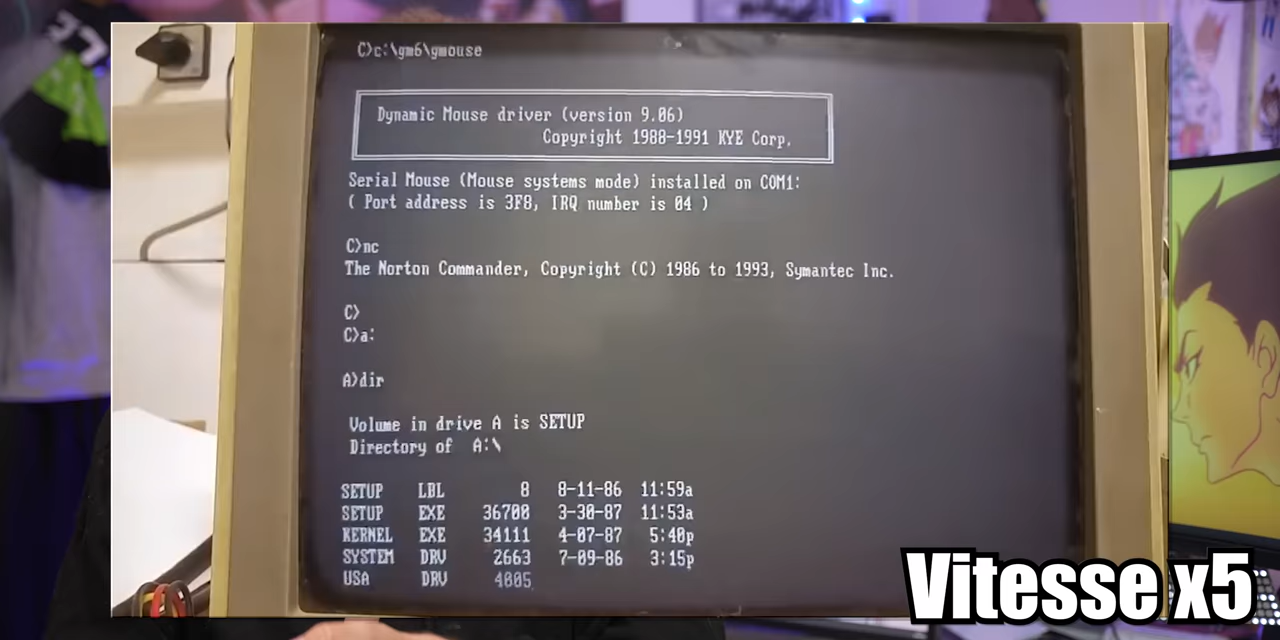 C>c:\gm6\gmouse
Dynamic Mouse driver (version 9.06)
Copyright 1988-1991 KYE Corp.
Serial Mouse (Mouse systems mode) installed on COM1:
( Port address is 3F8, IRQ number is 04 )
C>nc
The Norton Commander, Copyright (C) 1986 to 1993, Symantec Inc.
C>
C>a:
A>dir
Volume in drive A is SETUP
Directory of A:\
SETUP LBL 8 8-11-86 11:59a
SETUP EXE 36700 3-30-87 11:53a
KERNEL EXE 34111 4-07-87 5:40p
SYSTEM DRV 2663 7-09-86 3:15p
USA DRV 4005
Vitesse x5